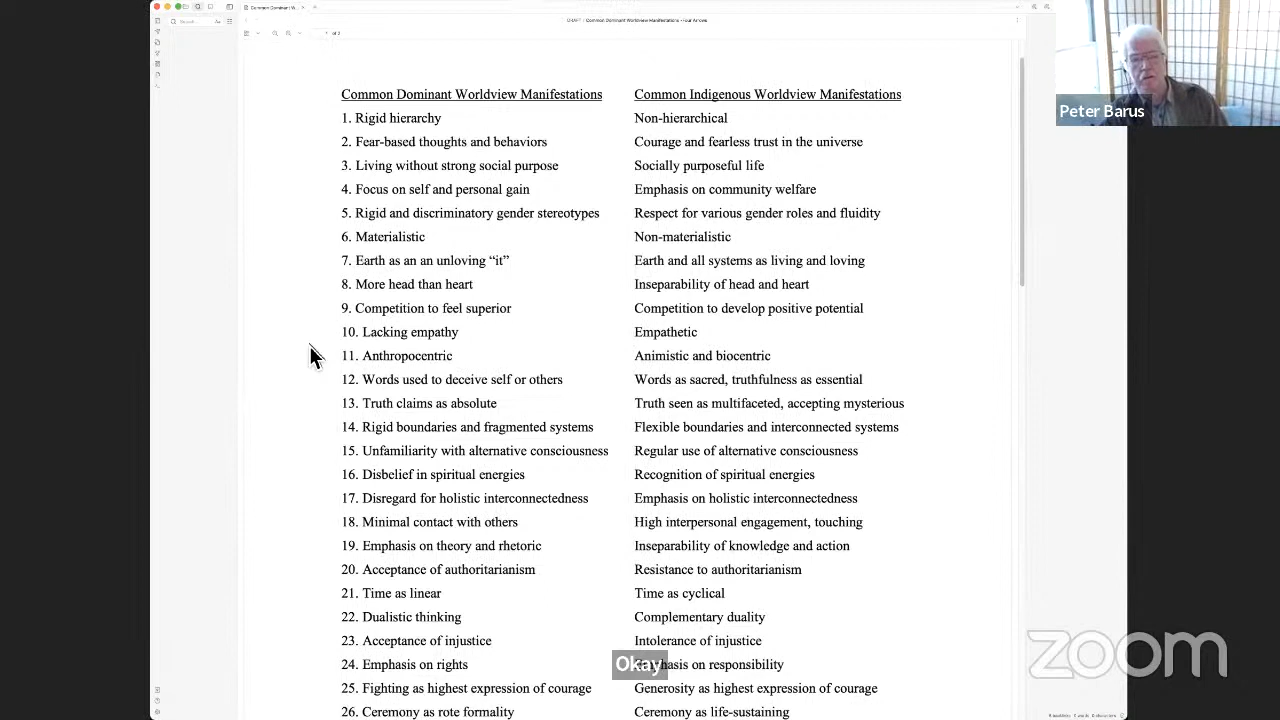 Common Dominant W...
Search...
Aa
DRAFT - Common Dominant Worldview Manifestations - Four Arrows
of 2
Peter Barus
Common Dominant Worldview Manifestations Common Indigenous Worldview Manifestations
1. Rigid hierarchy Non-hierarchical
2. Fear-based thoughts and behaviors Courage and fearless trust in the universe
3. Living without strong social purpose Socially purposeful life
4. Focus on self and personal gain Emphasis on community welfare
5. Rigid and discriminatory gender stereotypes Respect for various gender roles and fluidity
6. Materialistic Non-materialistic
7. Earth as an an unloving “it” Earth and all systems as living and loving
8. More head than heart Inseparability of head and heart
9. Competition to feel superior Competition to develop positive potential
10. Lacking empathy Empathetic
11. Anthropocentric Animistic and biocentric
12. Words used to deceive self or others Words as sacred, truthfulness as essential
13. Truth claims as absolute Truth seen as multifaceted, accepting mysterious
14. Rigid boundaries and fragmented systems Flexible boundaries and interconnected systems
15. Unfamiliarity with alternative consciousness Regular use of alternative consciousness
16. Disbelief in spiritual energies Recognition of spiritual energies
17. Disregard for holistic interconnectedness Emphasis on holistic interconnectedness
18. Minimal contact with others High interpersonal engagement, touching
19. Emphasis on theory and rhetoric Inseparability of knowledge and action
20. Acceptance of authoritarianism Resistance to authoritarianism
21. Time as linear Time as cyclical
22. Dualistic thinking Complementary duality
23. Acceptance of injustice Intolerance of injustice
24. Emphasis on rights Emphasis on responsibility
Okay
zoom
25. Fighting as highest expression of courage Generosity as highest expression of courage
26. Ceremony as rote formality Ceremony as life-sustaining